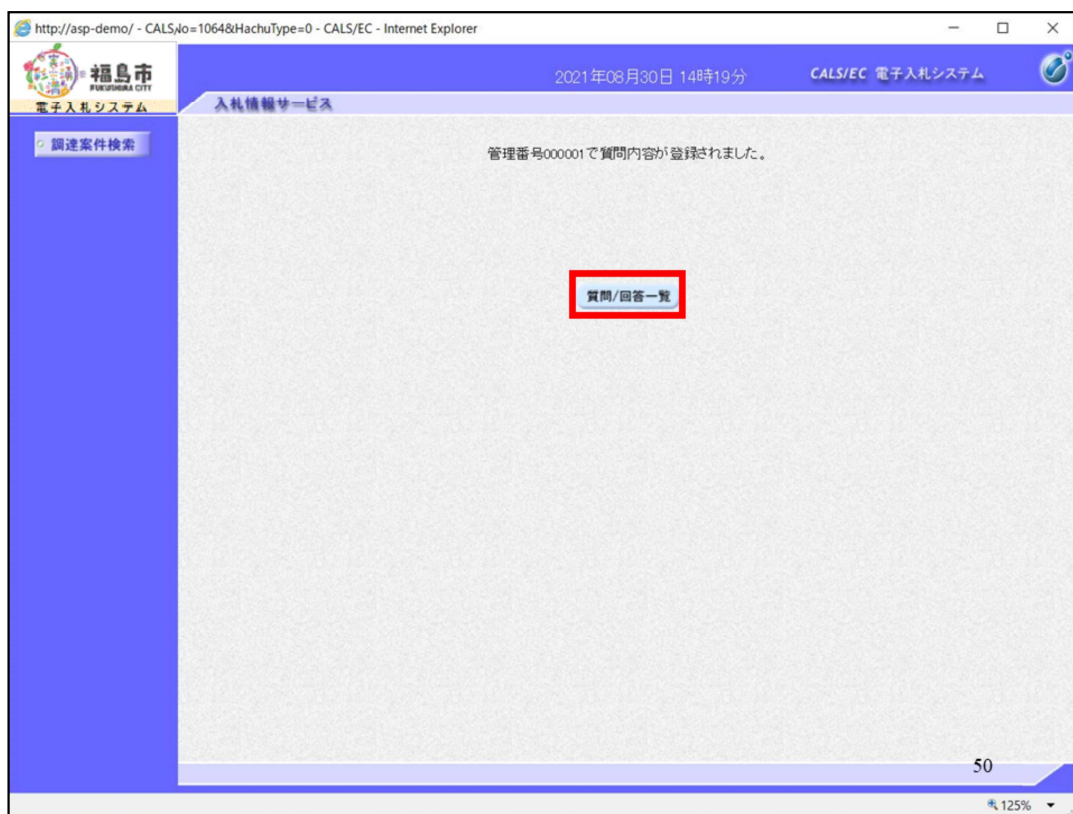 http://asp-demo/ - CALS/Io=1064&HachuType=0 - CALS/EC - Internet Explorer
福島市
FUKUSHIMA CITY
電子入札システム
2021年08月30日 14時19分
CALS/EC 電子入札システム
入札情報サービス
調達案件検索
管理番号000001で質問内容が登録されました。
質問/回答一覧
50
125%